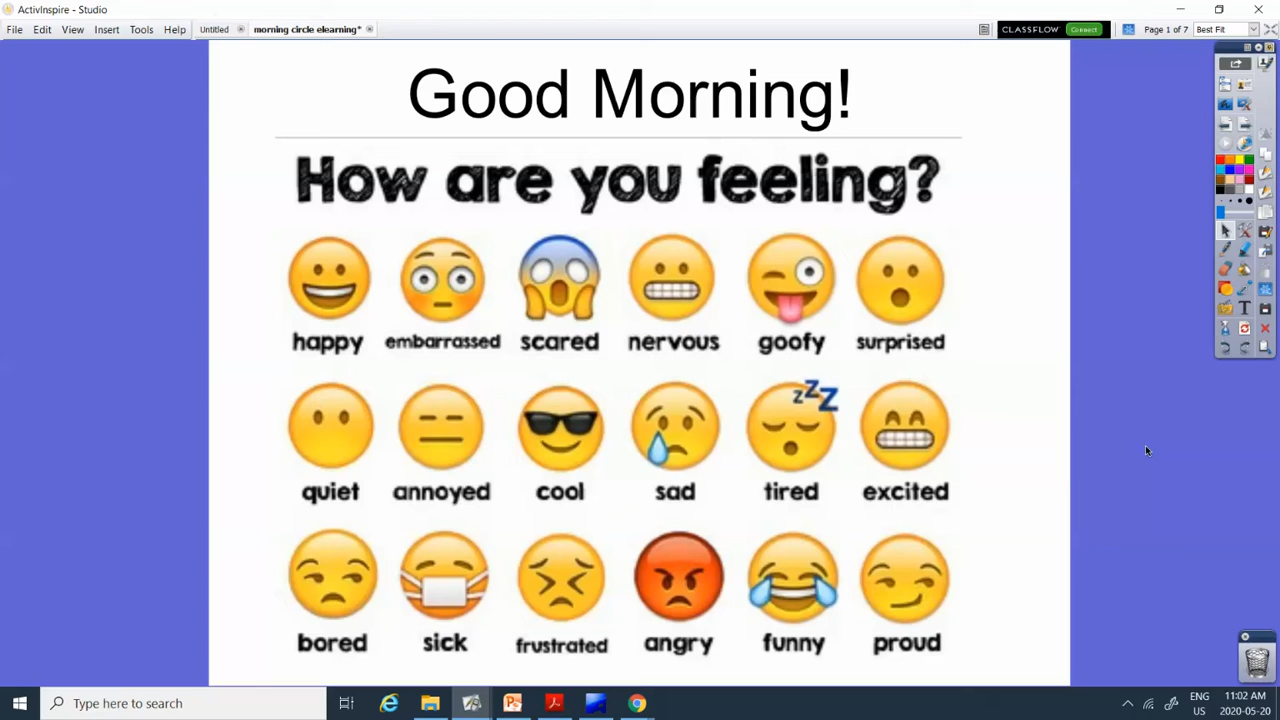 ActivInspire - Studio
File Edit View Insert Tools Help Untitled morning circle elearning* CLASSFLOW Connect Page 1 of 7 Best Fit
Good Morning!
How are you feeling?
happy embarrassed scared nervous goofy surprised
zzZ
quiet annoyed cool sad tired excited
bored sick frustrated angry funny proud
Type here to search
ENG 11:02 AM
US 2020-05-20